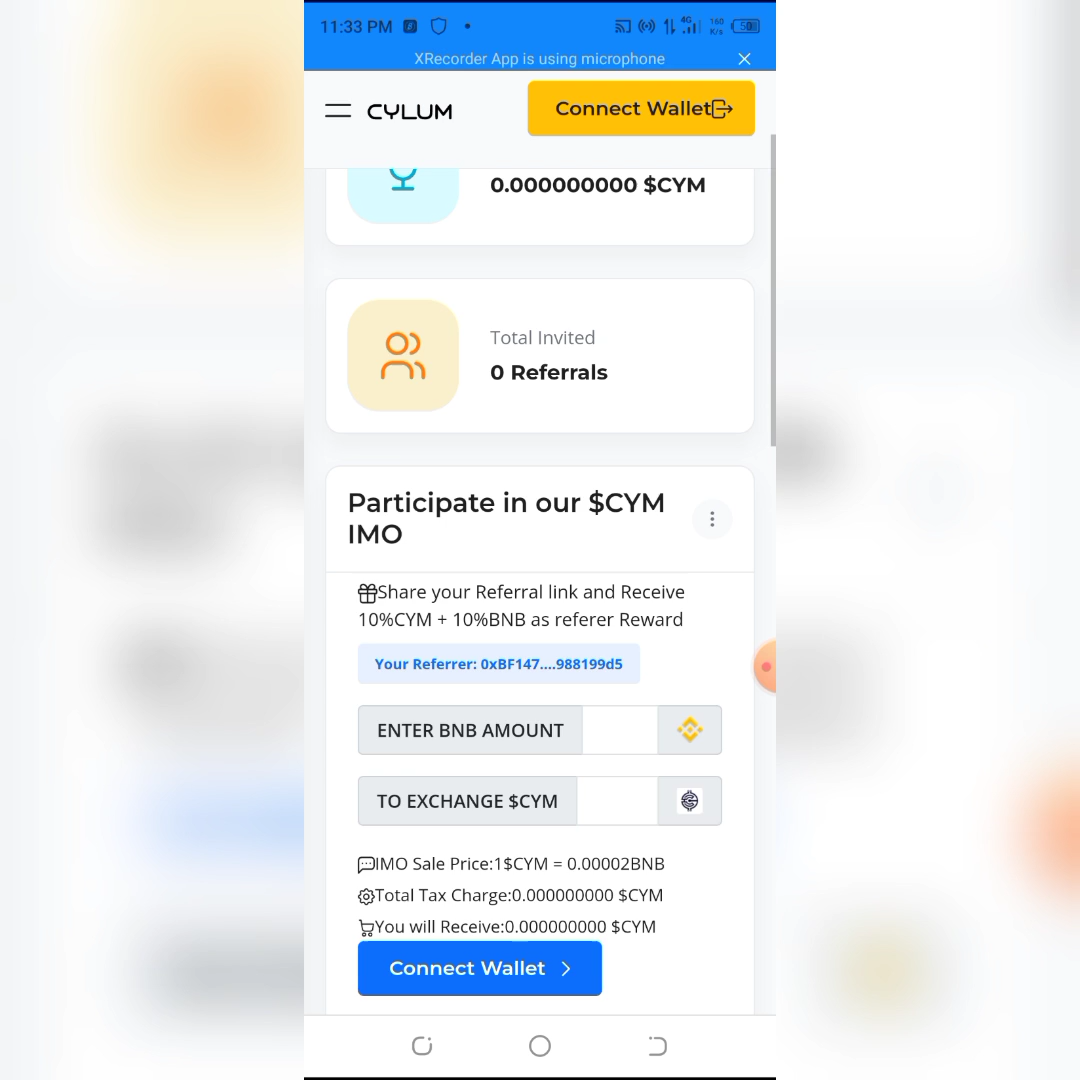 11:33 PM
4G
160
K/s
50
XRecorder App is using microphone
CYLUM
Connect Wallet
0.000000000 $CYM
Total Invited
0 Referrals
Participate in our $CYM
IMO
Share your Referral link and Receive
10%CYM + 10%BNB as referer Reward
Your Referrer: 0xBF147....988199d5
ENTER BNB AMOUNT
TO EXCHANGE $CYM
IMO Sale Price:1$CYM = 0.00002BNB
Total Tax Charge:0.000000000 $CYM
You will Receive:0.000000000 $CYM
Connect Wallet